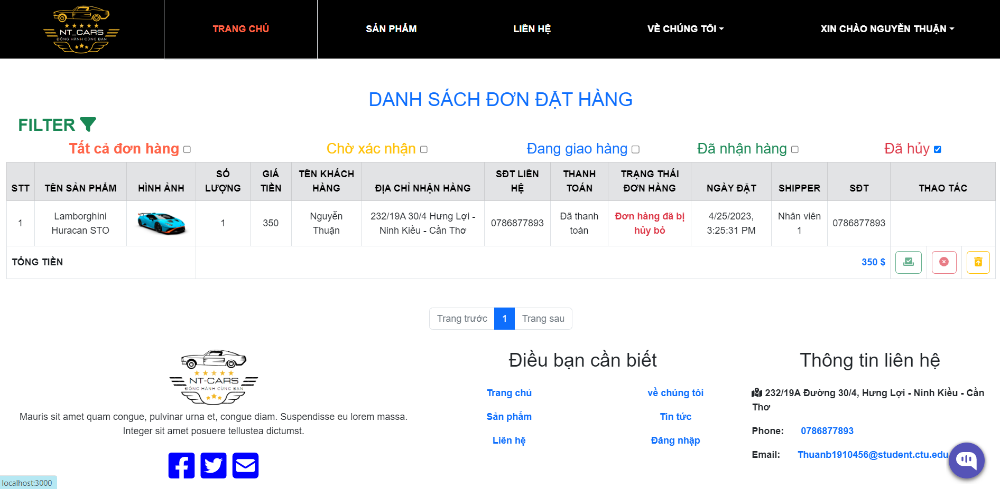 NT_CARS
ĐỒNG HÀNH CÙNG BẠN
TRANG CHỦ
SẢN PHẨM
LIÊN HỆ
VỀ CHÚNG TÔI
XIN CHÀO NGUYỄN THUẬN
DANH SÁCH ĐƠN ĐẶT HÀNG
FILTER
Tất cả đơn hàng
Chờ xác nhận
Đang giao hàng
Đã nhận hàng
Đã hủy
STT
TÊN SẢN PHẨM
HÌNH ẢNH
SỐ
LƯỢNG
GIÁ
TIỀN
TÊN KHÁCH
HÀNG
ĐỊA CHỈ NHẬN HÀNG
SĐT LIÊN
HỆ
THANH
TOÁN
TRẠNG THÁI
ĐƠN HÀNG
NGÀY ĐẶT
SHIPPER
SĐT
THAO TÁC
1
Lamborghini
Huracan STO
1
350
Nguyễn
Thuận
232/19A 30/4 Hưng Lợi -
Ninh Kiều - Cần Thơ
0786877893
Đã thanh
toán
Đơn hàng đã bị
hủy bỏ
4/25/2023,
3:25:31 PM
Nhân viên
1
0786877893
TỔNG TIỀN
350 $
Trang trước
1
Trang sau
NT-CARS
ĐỒNG HÀNH CÙNG BẠN
Mauris sit amet quam congue, pulvinar urna et, congue diam. Suspendisse eu lorem massa.
Integer sit amet posuere tellustea dictumst.
Điều bạn cần biết
Trang chủ
về chúng tôi
Sản phẩm
Tin tức
Liên hệ
Đăng nhập
Thông tin liên hệ
232/19A Đường 30/4, Hưng Lợi - Ninh Kiều - Cần
Thơ
Phone: 0786877893
Email: Thuanb1910456@student.ctu.edu
localhost:3000